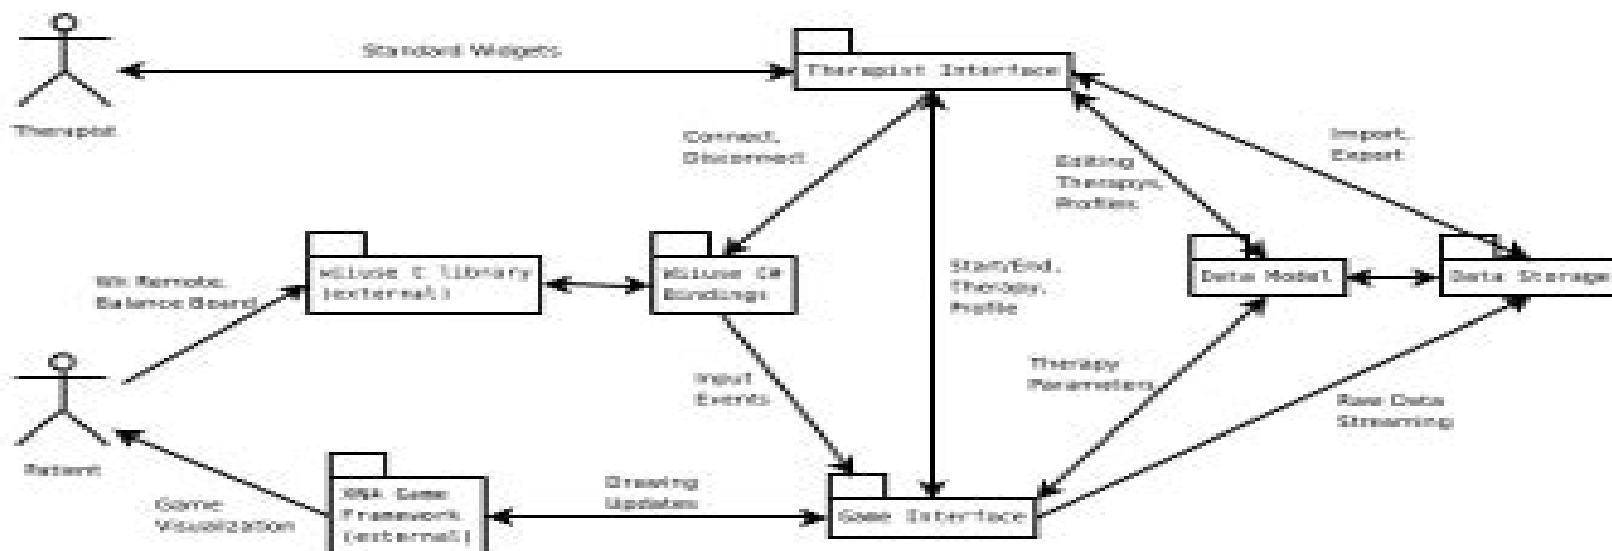 Standard Widgets
Therapist Interface
Therapist
Connect,
Disconnect
Import,
Export
Editing
Therapys,
Profiles
Wii Remote,
Balance Board
wiiuse C library
(external)
Wiiuse C#
Bindings
Start/End,
Therapy,
Profile
Data Model
Data Storage
Input
Events
Therapy
Parameters
Raw Data
Streaming
Patient
Game
Visualization
XNA Game
Framework
(external)
Drawing
Updates
Game Interface